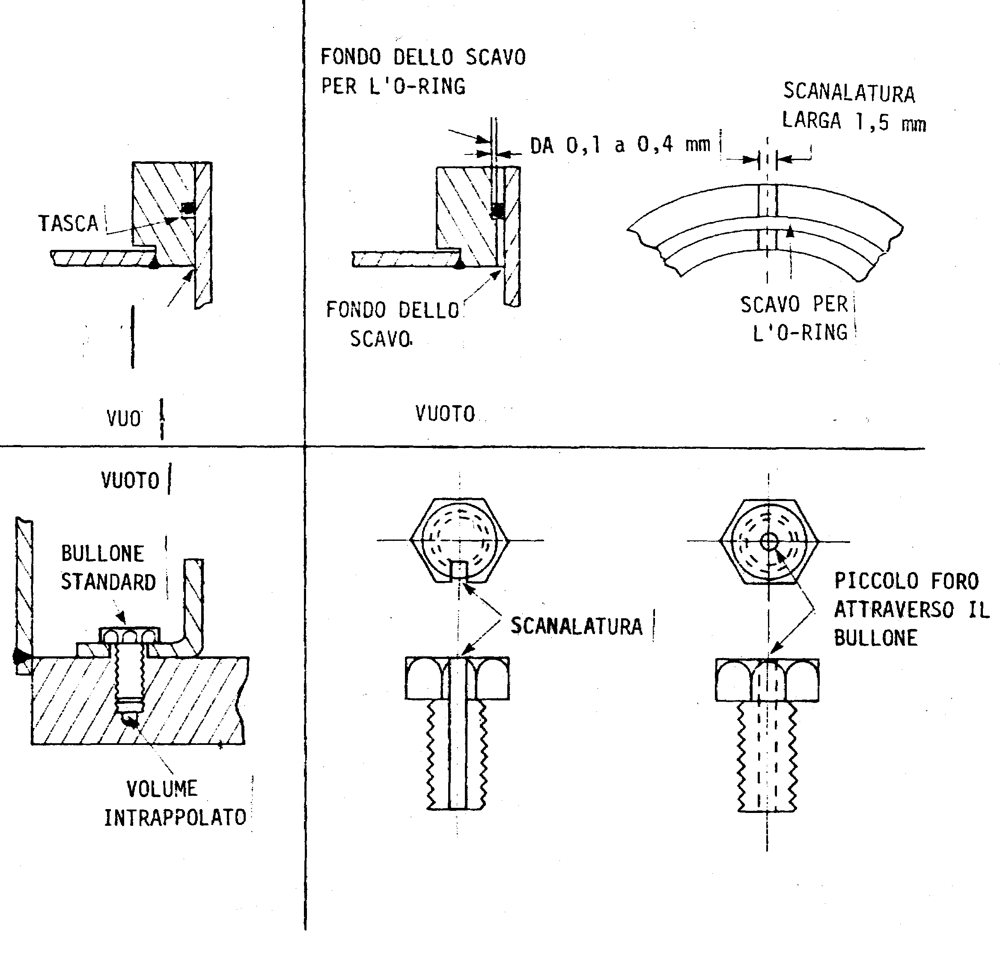 FONDO DELLO SCAVO
PER L'O-RING
SCANALATURA
LARGA 1,5 mm
DA 0,1 a 0,4 mm
TASCA
FONDO DELLO
SCAVO
SCAVO PER
L'O-RING
VUO
VUOTO
VUOTO
BULLONE
STANDARD
SCANALATURA
PICCOLO FORO
ATTRAVERSO IL
BULLONE
VOLUME
INTRAPPOLATO